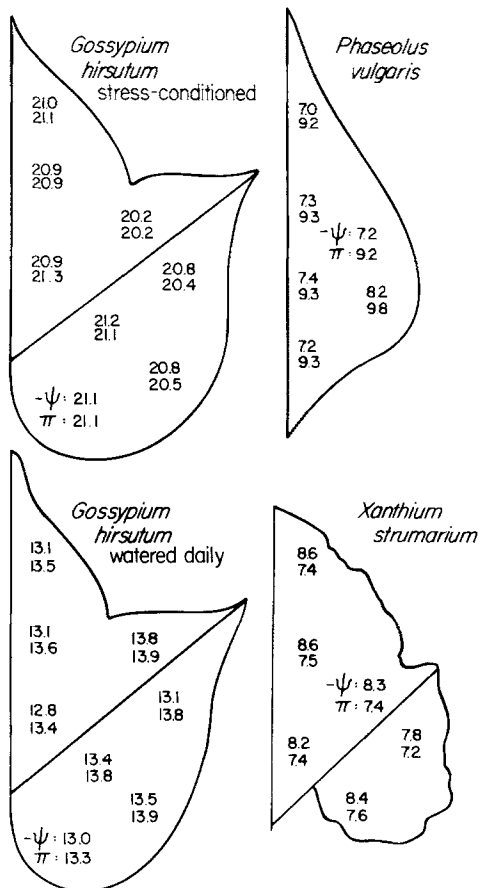 Gossypium
hirsutum
stress-conditioned
21.0
21.1
20.9
20.9
20.2
20.2
20.9
21.3
20.8
20.4
21.2
21.1
20.8
20.5
-ψ: 21.1
π: 21.1
Phaseolus
vulgaris
7.0
9.2
7.3
9.3
-ψ: 7.2
π: 9.2
7.4
9.3
8.2
9.8
7.2
9.3
Gossypium
hirsutum
watered daily
13.1
13.5
13.1
13.6
13.8
13.9
12.8
13.4
13.1
13.8
13.4
13.8
13.5
13.9
-ψ: 13.0
π: 13.3
Xanthium
strumarium
8.6
7.4
8.6
7.5
-ψ: 8.3
π: 7.4
8.2
7.4
7.8
7.2
8.4
7.6